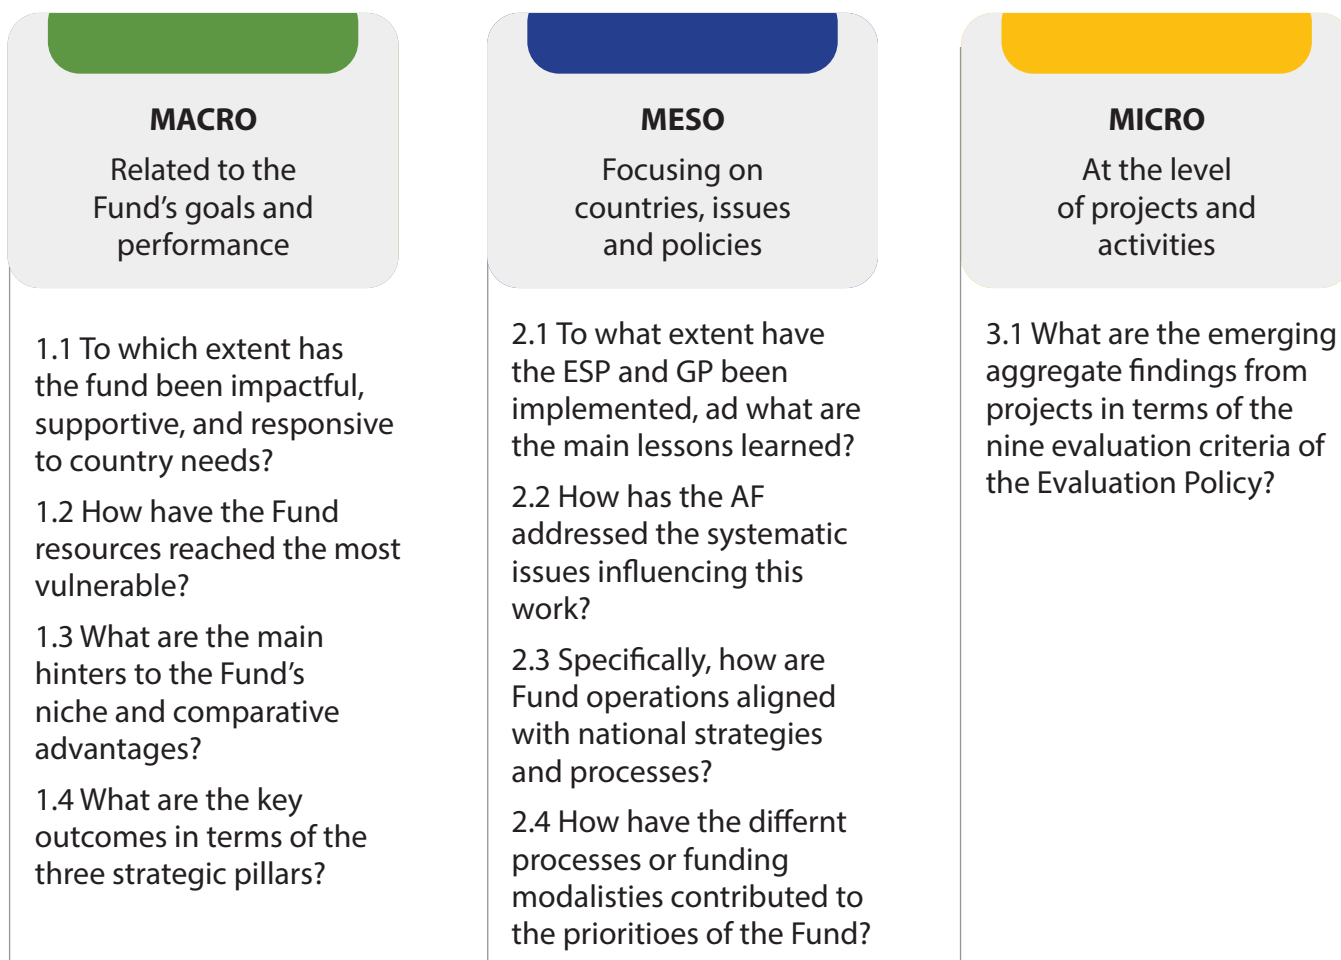 MACRO
Related to the
Fund's goals and
performance
1.1 To which extent has
the fund been impactful,
supportive, and responsive
to country needs?
1.2 How have the Fund
resources reached the most
vulnerable?
1.3 What are the main
hinters to the Fund's
niche and comparative
advantages?
1.4 What are the key
outcomes in terms of the
three strategic pillars?
MESO
Focusing on
countries, issues
and policies
2.1 To what extent have
the ESP and GP been
implemented, ad what are
the main lessons learned?
2.2 How has the AF
addressed the systematic
issues influencing this
work?
2.3 Specifically, how are
Fund operations aligned
with national strategies
and processes?
2.4 How have the differnt
processes or funding
modalisties contributed to
the prioritioes of the Fund?
MICRO
At the level
of projects and
activities
3.1 What are the emerging
aggregate findings from
projects in terms of the
nine evaluation criteria of
the Evaluation Policy?